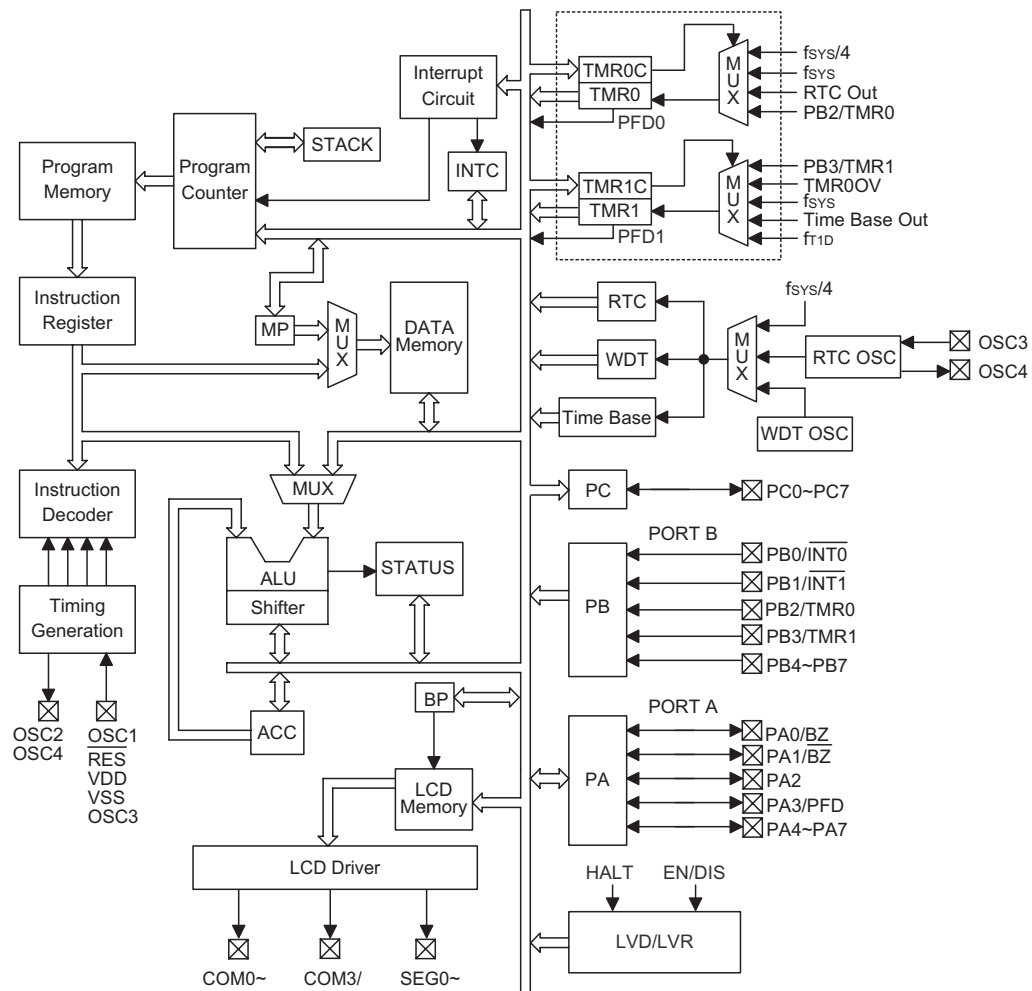 Interrupt
Circuit
STACK
Program
Memory
Program
Counter
INTC
Instruction
Register
MP
MUX
DATA
Memory
Instruction
Decoder
MUX
ALU
Shifter
STATUS
Timing
Generation
OSC2
OSC4
OSC1
RES
VDD
VSS
OSC3
ACC
BP
LCD
Memory
LCD Driver
COM0~
COM3/
SEG0~
TMR0C
TMR0
PFD0
MUX
fSYS/4
fSYS
RTC Out
PB2/TMR0
TMR1C
TMR1
PFD1
MUX
PB3/TMR1
TMR0OV
fSYS
Time Base Out
fT1D
RTC
WDT
Time Base
MUX
fSYS/4
RTC OSC
OSC3
OSC4
WDT OSC
PC
PC0~PC7
PORT B
PB
PB0/INT0
PB1/INT1
PB2/TMR0
PB3/TMR1
PB4~PB7
PORT A
PA
PA0/BZ
PA1/BZ
PA2
PA3/PFD
PA4~PA7
HALT EN/DIS
LVD/LVR